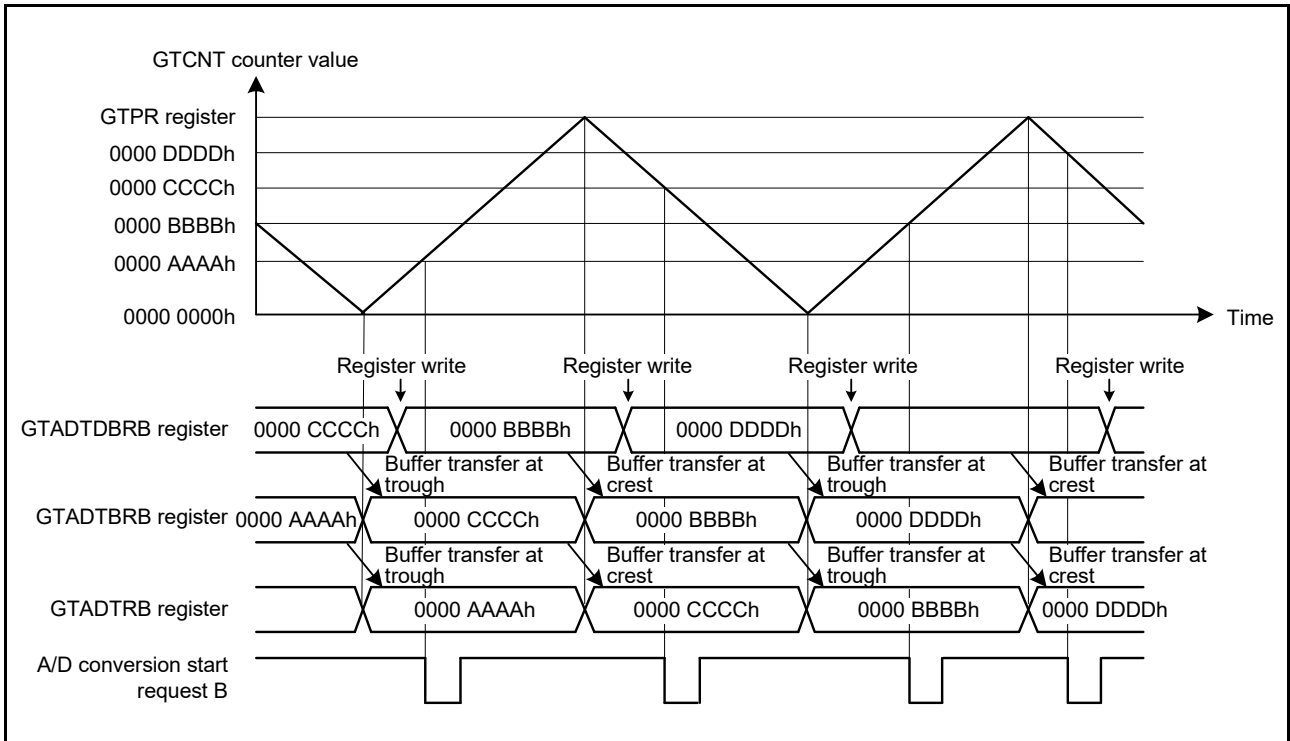 GTCNT counter value
GTPR register
0000 DDDDh
0000 CCCCh
0000 BBBBh
0000 AAAAh
0000 0000h
Time
Register write
Register write
Register write
Register write
GTADTDBRB register
0000 CCCCh
0000 BBBBh
0000 DDDDh
Buffer transfer at
trough
Buffer transfer at
crest
Buffer transfer at
trough
Buffer transfer at
crest
GTADTBRB register
0000 AAAAh
0000 CCCCh
0000 BBBBh
0000 DDDDh
Buffer transfer at
trough
Buffer transfer at
crest
Buffer transfer at
trough
Buffer transfer at
crest
GTADTRB register
0000 AAAAh
0000 CCCCh
0000 BBBBh
0000 DDDDh
A/D conversion start
request B